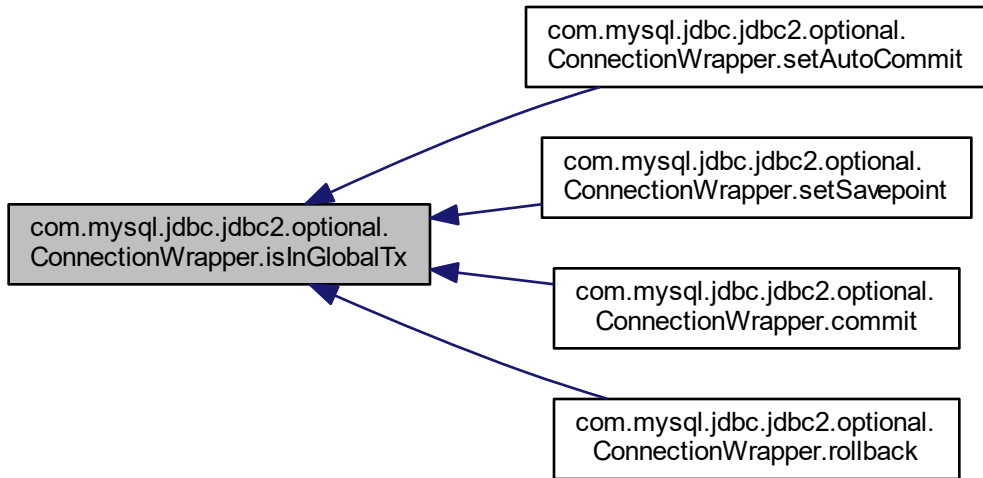 com.mysql.jdbc.jdbc2.optional.
ConnectionWrapper.setAutoCommit
com.mysql.jdbc.jdbc2.optional.
ConnectionWrapper.setSavepoint
com.mysql.jdbc.jdbc2.optional.
ConnectionWrapper.isInGlobalTx
com.mysql.jdbc.jdbc2.optional.
ConnectionWrapper.commit
com.mysql.jdbc.jdbc2.optional.
ConnectionWrapper.rollback